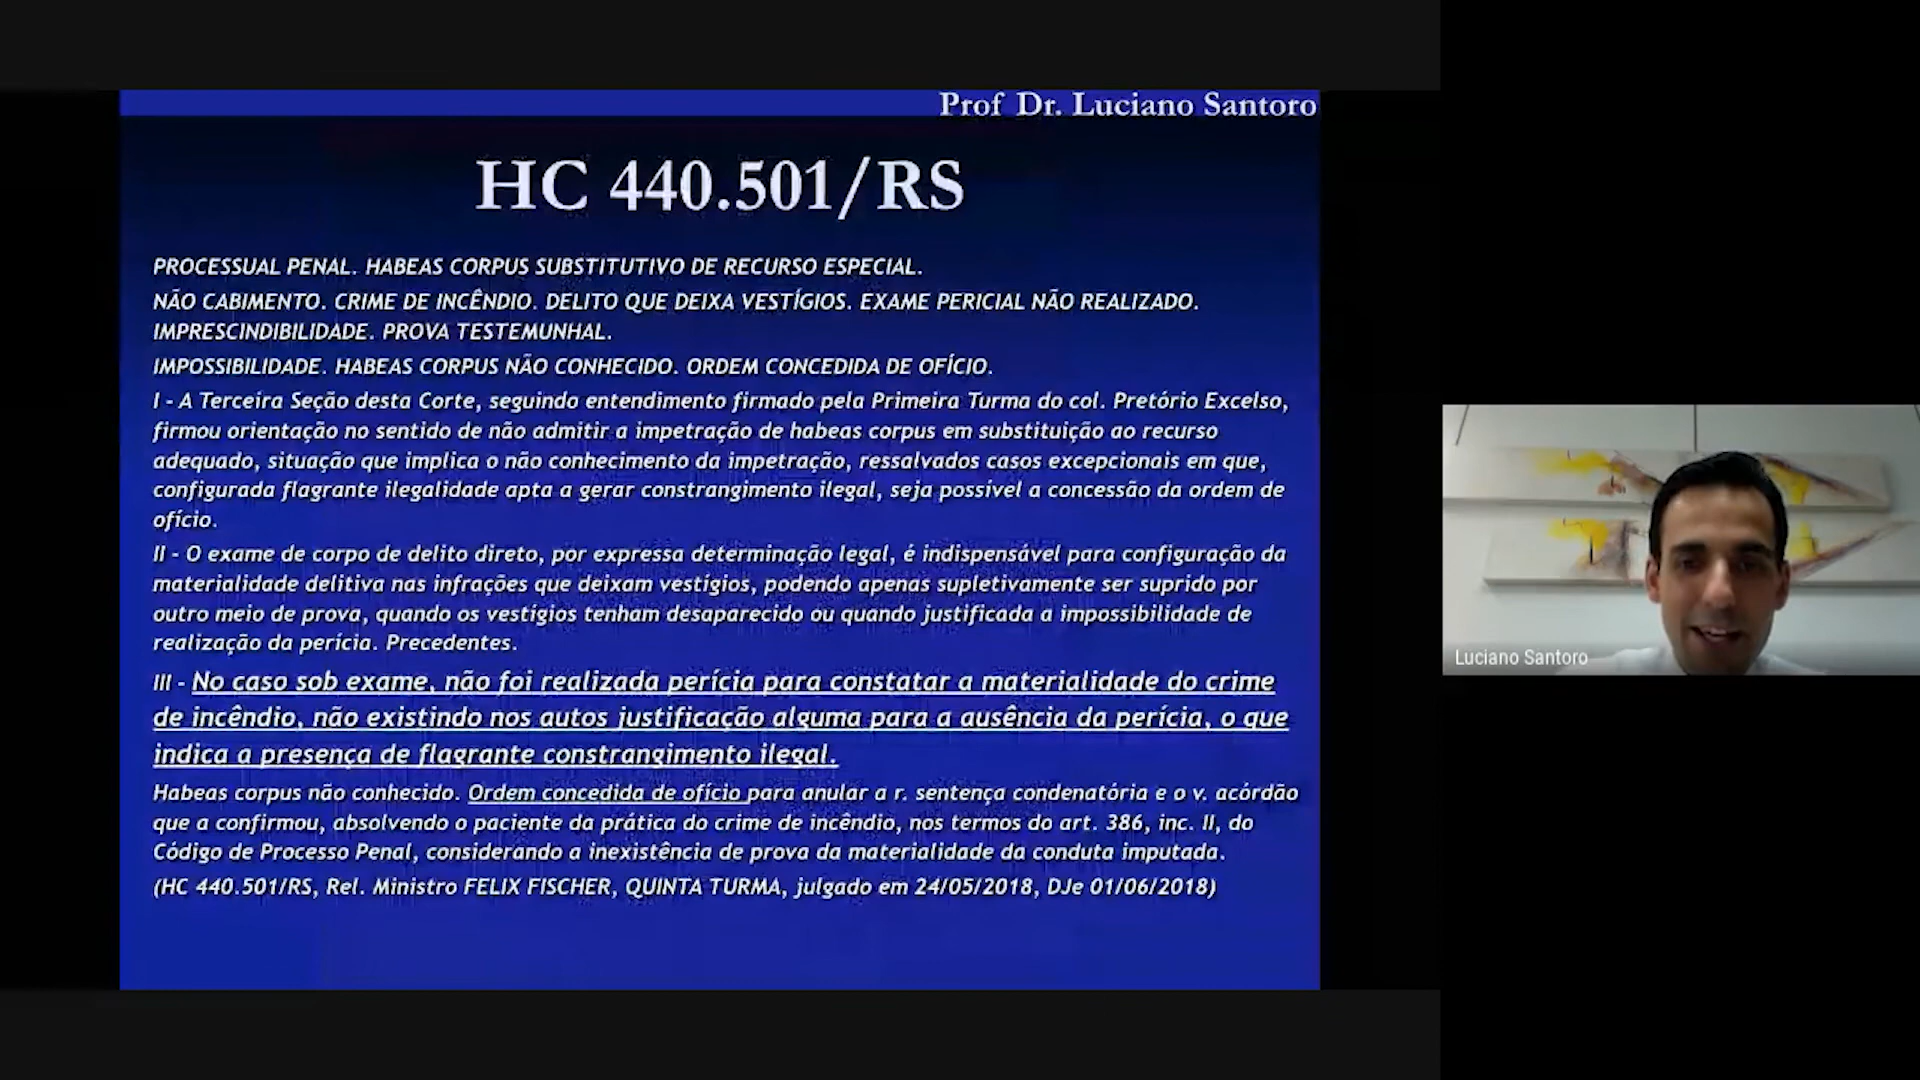 Prof Dr. Luciano Santoro
HC 440.501/RS
PROCESSUAL PENAL. HABEAS CORPUS SUBSTITUTIVO DE RECURSO ESPECIAL.
NÃO CABIMENTO. CRIME DE INCÊNDIO. DELITO QUE DEIXA VESTÍGIOS. EXAME PERICIAL NÃO REALIZADO.
IMPRESCINDIBILIDADE. PROVA TESTEMUNHAL.
IMPOSSIBILIDADE. HABEAS CORPUS NÃO CONHECIDO. ORDEM CONCEDIDA DE OFÍCIO.
I - A Terceira Seção desta Corte, seguindo entendimento firmado pela Primeira Turma do col. Pretório Excelso,
firmou orientação no sentido de não admitir a impetração de habeas corpus em substituição ao recurso
adequado, situação que implica o não conhecimento da impetração, ressalvados casos excepcionais em que,
configurada flagrante ilegalidade apta a gerar constrangimento ilegal, seja possível a concessão da ordem de
ofício.
II - O exame de corpo de delito direto, por expressa determinação legal, é indispensável para configuração da
materialidade delitiva nas infrações que deixam vestígios, podendo apenas supletivamente ser suprido por
outro meio de prova, quando os vestígios tenham desaparecido ou quando justificada a impossibilidade de
realização da perícia. Precedentes.
III - No caso sob exame, não foi realizada perícia para constatar a materialidade do crime
de incêndio, não existindo nos autos justificação alguma para a ausência da perícia, o que
indica a presença de flagrante constrangimento ilegal.
Habeas corpus não conhecido. Ordem concedida de ofício para anular a r. sentença condenatória e o v. acórdão
que a confirmou, absolvendo o paciente da prática do crime de incêndio, nos termos do art. 386, inc. II, do
Código de Processo Penal, considerando a inexistência de prova da materialidade da conduta imputada.
(HC 440.501/RS, Rel. Ministro FELIX FISCHER, QUINTA TURMA, julgado em 24/05/2018, DJe 01/06/2018)
Luciano Santoro